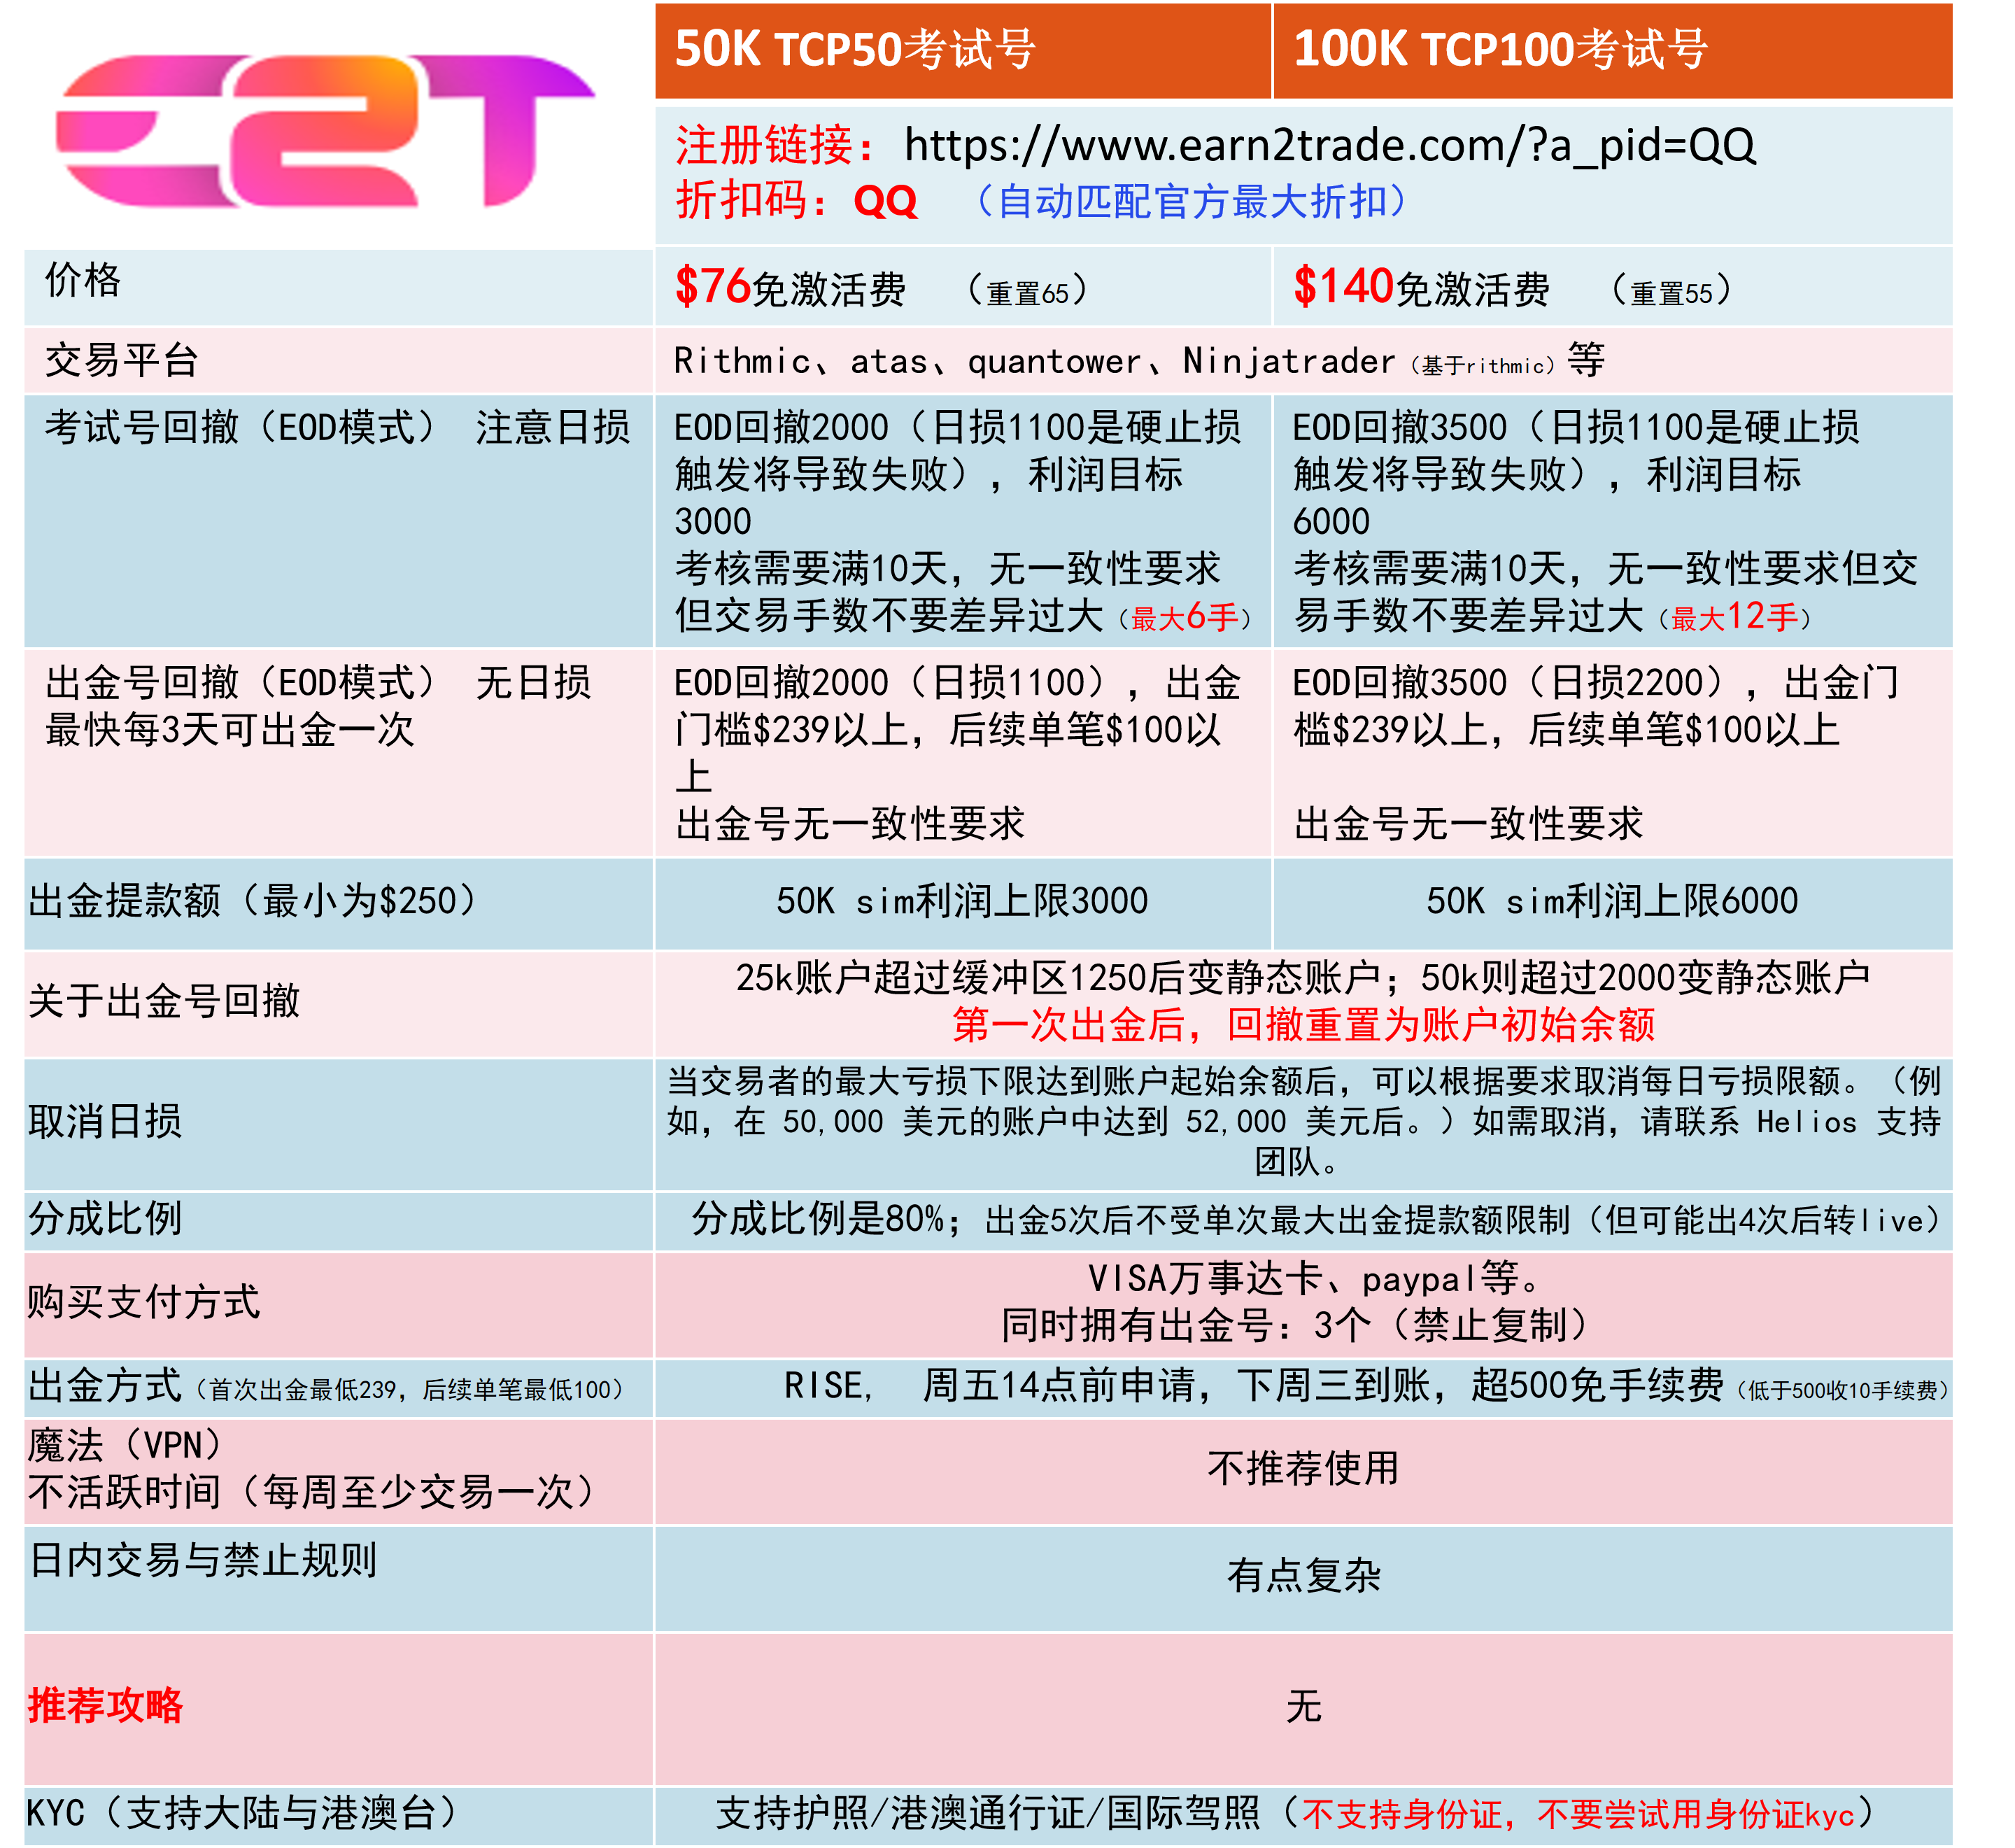 E2T
50K TCP50考试号
100K TCP100考试号
注册链接：https://www.earn2trade.com/?a_pid=QQ
折扣码：QQ （自动匹配官方最大折扣）
价格
$76免激活费 （重置65）
$140免激活费 （重置55）
交易平台
Rithmic、atas、quantower、Ninjatrader（基于rithmic）等
考试号回撤（EOD模式） 注意日损
EOD回撤2000（日损1100是硬止损
触发将导致失败），利润目标
3000
考核需要满10天，无一致性要求
但交易手数不要差异过大（最大6手）
EOD回撤3500（日损1100是硬止损
触发将导致失败），利润目标
6000
考核需要满10天，无一致性要求但交
易手数不要差异过大（最大12手）
出金号回撤（EOD模式） 无日损
最快每3天可出金一次
EOD回撤2000（日损1100），出金
门槛$239以上，后续单笔$100以
上
出金号无一致性要求
EOD回撤3500（日损2200），出金门
槛$239以上，后续单笔$100以上
出金号无一致性要求
出金提款额（最小为$250）
50K sim利润上限3000
50K sim利润上限6000
关于出金号回撤
25k账户超过缓冲区1250后变静态账户；50k则超过2000变静态账户
第一次出金后，回撤重置为账户初始余额
取消日损
当交易者的最大亏损下限达到账户起始余额后，可以根据要求取消每日亏损限额。（例
如，在 50,000 美元的账户中达到 52,000 美元后。）如需取消，请联系 Helios 支持
团队。
分成比例
分成比例是80%；出金5次后不受单次最大出金提款额限制（但可能出4次后转live）
购买支付方式
VISA万事达卡、paypal等。
同时拥有出金号：3个（禁止复制）
出金方式（首次出金最低239，后续单笔最低100）
RISE, 周五14点前申请，下周三到账，超500免手续费（低于500收10手续费）
魔法（VPN）
不活跃时间（每周至少交易一次）
不推荐使用
日内交易与禁止规则
有点复杂
推荐攻略
无
KYC（支持大陆与港澳台）
支持护照/港澳通行证/国际驾照（不支持身份证，不要尝试用身份证kyc）